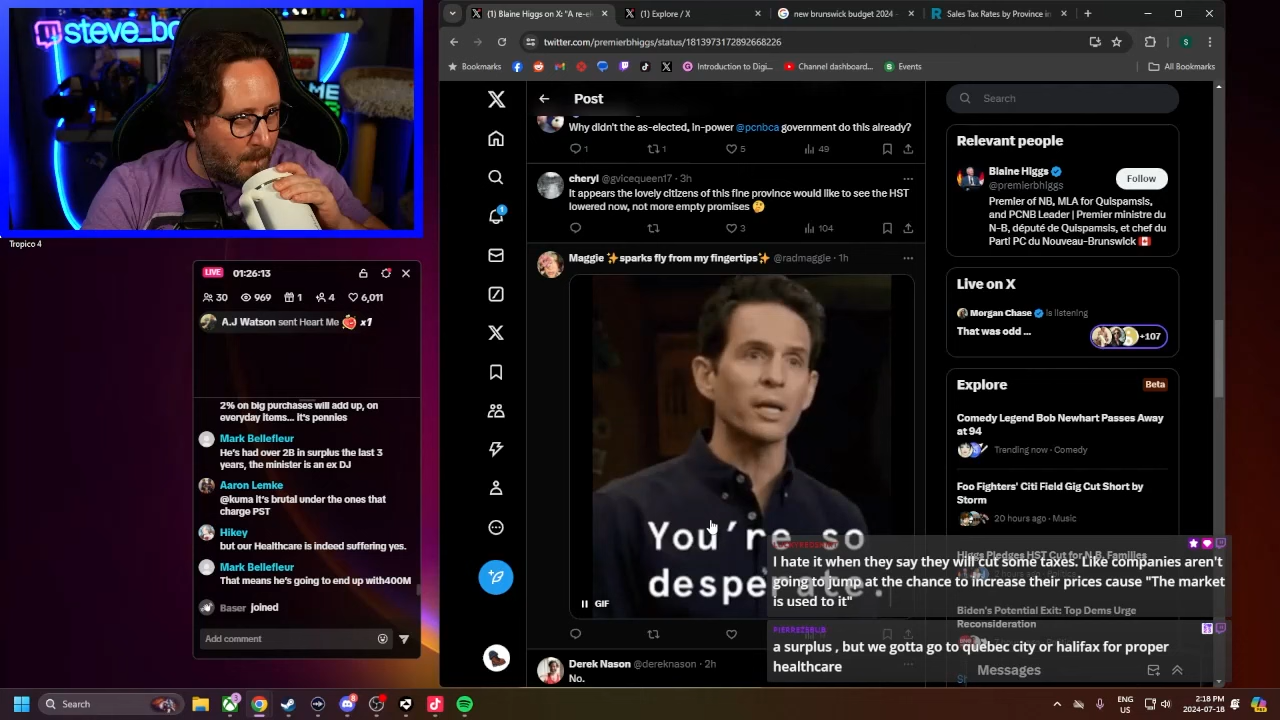 steve_bo
Tropico 4
LIVE 01:26:13
30 969 1 4 6,011
A.J Watson sent Heart Me x1
2% on big purchases will add up, on
everyday items... it's pennies
Mark Bellefleur
He's had over 2B in surplus the last 3
years, the minister is an ex DJ
Aaron Lemke
@kuma it's brutal under the ones that
charge PST
Hikey
but our Healthcare is indeed suffering yes.
Mark Bellefleur
That means he's going to end up with400M
Baser joined
Add comment
(1) Blaine Higgs on X: "A re-el
(1) Explore / X
Sales Tax Rates by Province i
twitter.com/premierbhiggs/status/1813973172892668226
Bookmarks
Introduction to Digi...
Channel dashboard...
Events
All Bookmarks
Post
Why didn't the as-elected, in-power @pcnbca government do this already?
1 1 5 49
cheryl @gvicequeen17 · 3h
It appears the lovely citizens of this fine province would like to see the HST
lowered now, not more empty promises
3 104
Maggie ✨sparks fly from my fingertips✨ @radmaggie · 1h
You're so
desperate.
GIF
Derek Nason @dereknason · 2h
No.
Search
Relevant people
Blaine Higgs
@premierbhiggs
Follow
Premier of NB, MLA for Quispamsis,
and PCNB Leader | Premier ministre du
N-B, député de Quispamsis, et chef du
Parti PC du Nouveau-Brunswick
Live on X
Morgan Chase is listening
That was odd ...
+107
Explore
Beta
Comedy Legend Bob Newhart Passes Away
at 94
Trending now · Comedy
Foo Fighters' Citi Field Gig Cut Short by
Storm
20 hours ago · Music
Higgs Pledges HST Cut for N.B. Families
Biden's Potential Exit: Top Dems Urge
Reconsideration
Messages
I hate it when they say they will cut some taxes. Like companies aren't
going to jump at the chance to increase their prices cause "The market
is used to it"
a surplus , but we gotta go to quebec city or halifax for proper
healthcare
Search
ENG
US
2:18 PM
2024-07-18